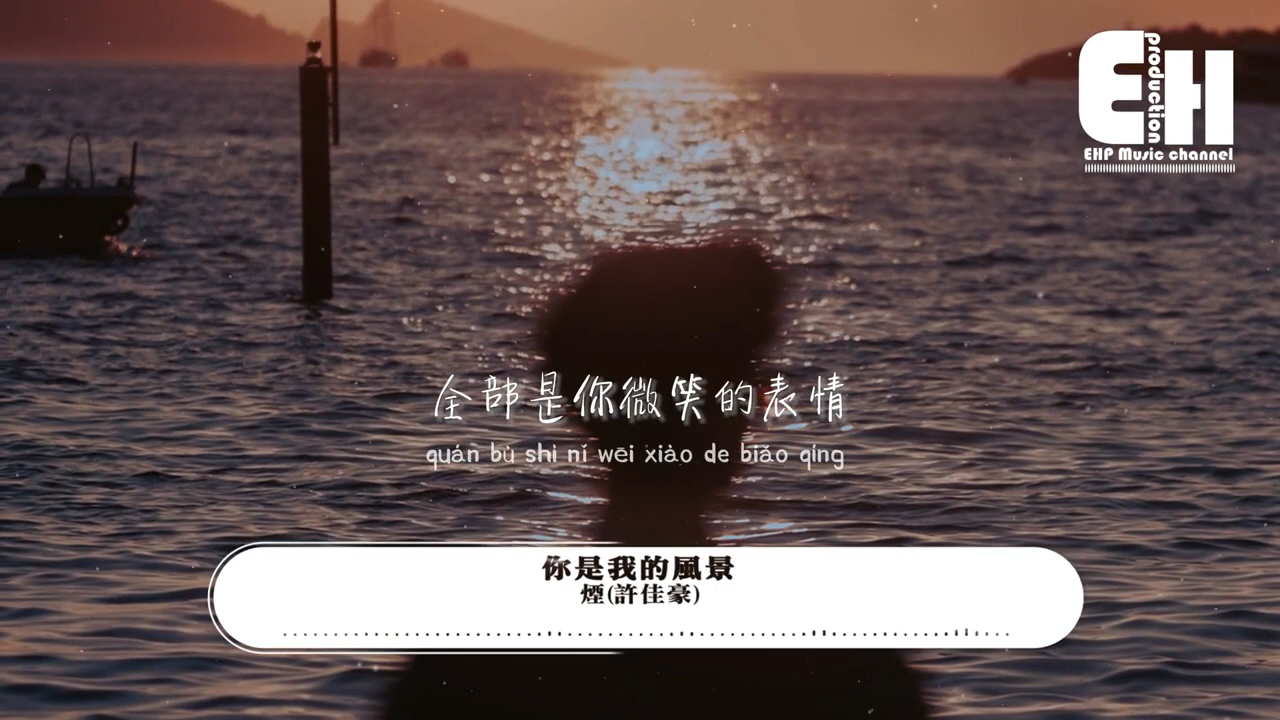 EH
production
EHP Music channel
全部是你微笑的表情
quán bù shì nǐ wēi xiào de biǎo qíng
你是我的風景
煙(許佳豪)